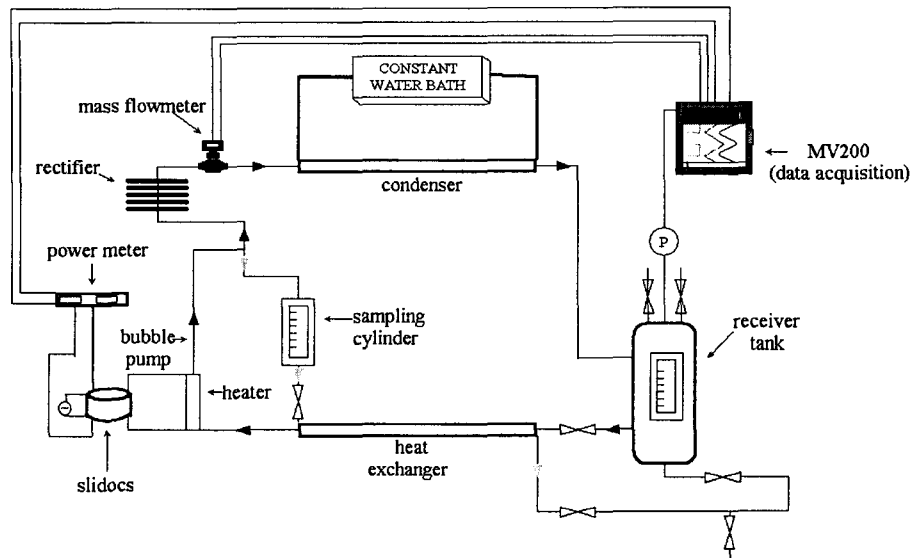 CONSTANT
WATER BATH
mass flowmeter
rectifier
condenser
MV200
(data acquisition)
power meter
P
sampling
cylinder
receiver
tank
bubble
pump
heater
heat
exchanger
slidocs